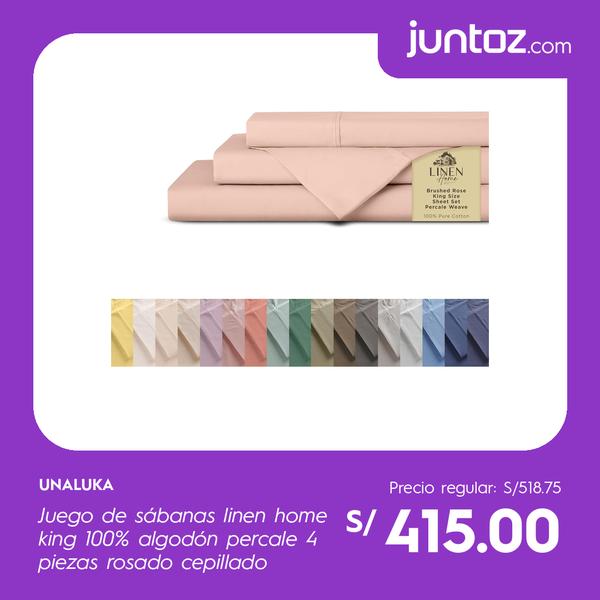 juntoz.com
LINEN
Home
Brushed Rose
King Size
Sheet Set
Percale Weave
100% Pure Cotton
UNALUKA
Juego de sábanas linen home
king 100% algodón percale 4
piezas rosado cepillado
Precio regular: S/518.75
S/ 415.00